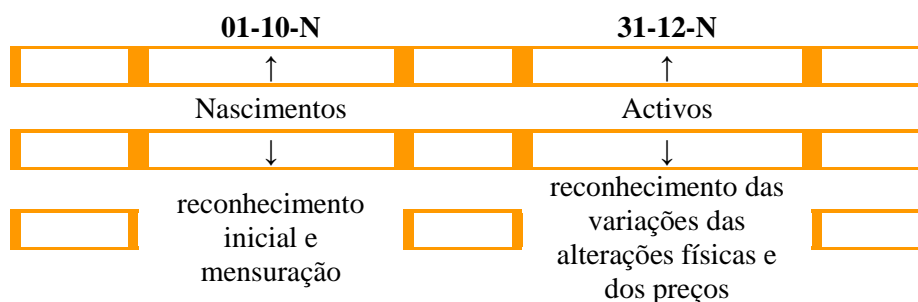 01-10-N 31-12-N
↑ ↑
Nascimentos Activos
↓ ↓
reconhecimento
inicial e
mensuração
reconhecimento das
variações das
alterações físicas e
dos preços